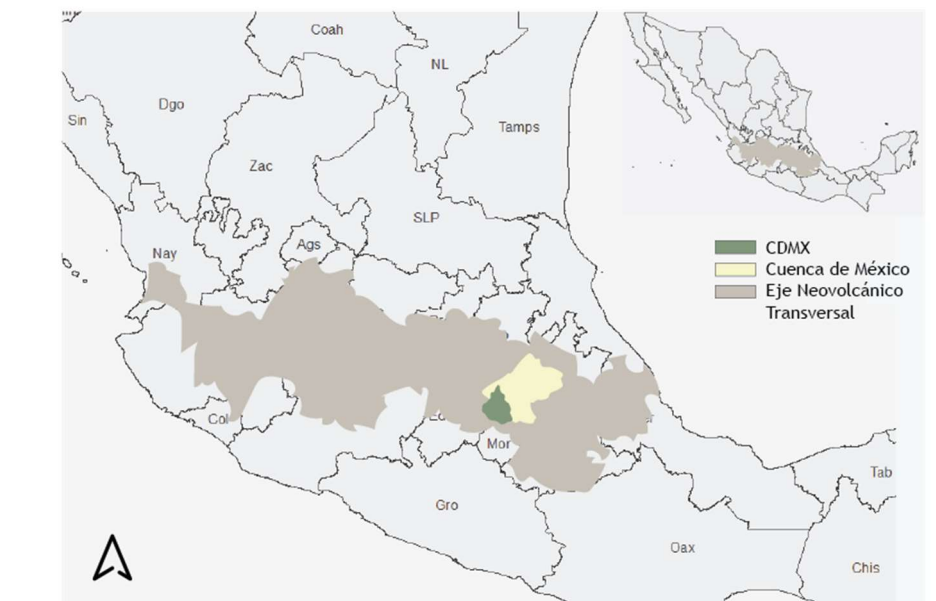 Coah
NL
Dgo
Sin
Tamps
Zac
SLP
Ags
Nay
CDMX
Cuenca de México
Eje Neovolcánico
Transversal
Col
Mor
Tab
Gro
Oax
Chis